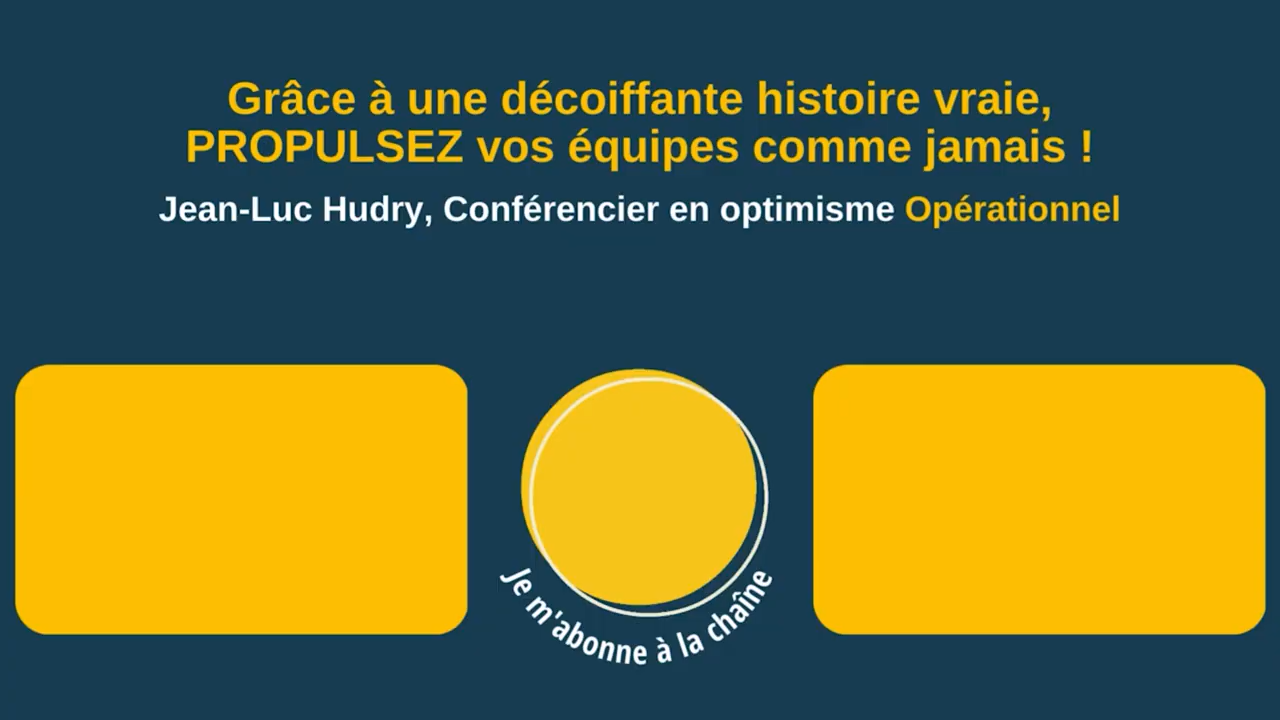 Grâce à une décoiffante histoire vraie,
PROPULSEZ vos équipes comme jamais !
Jean-Luc Hudry, Conférencier en optimisme Opérationnel
Je m'abonne à la chaîne